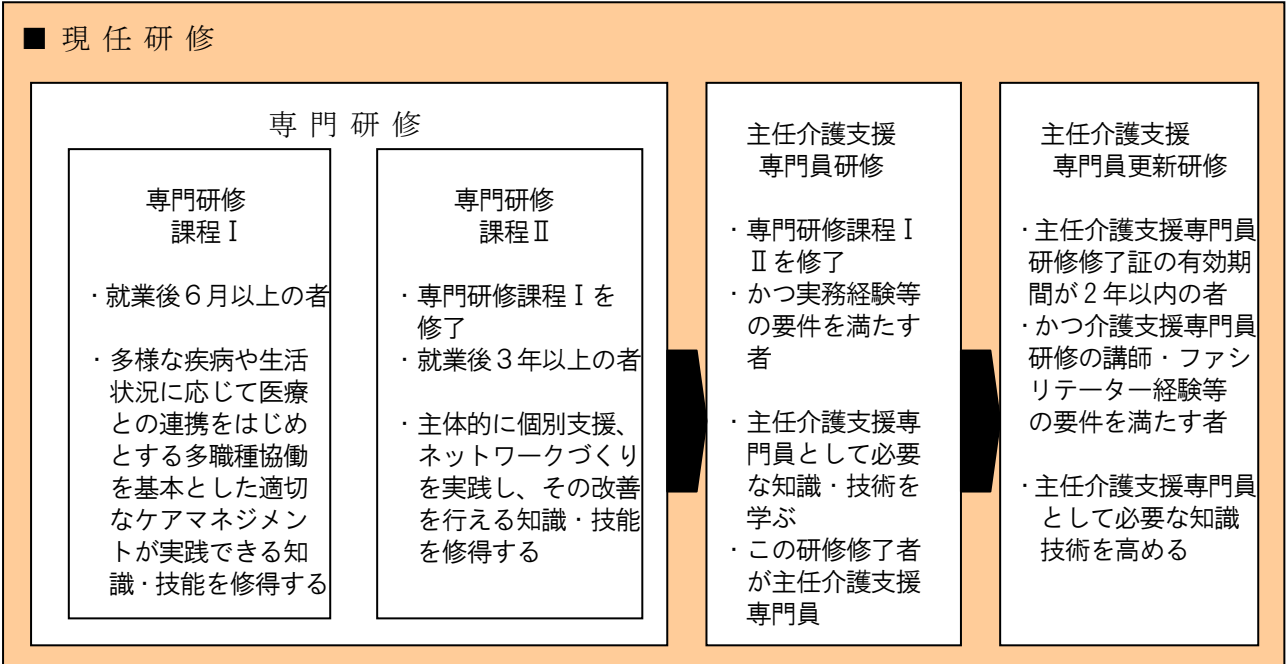 ■ 現任研修
専門研修
専門研修
課程Ⅰ
・就業後６月以上の者
・多様な疾病や生活
状況に応じて医療
との連携をはじめ
とする多職種協働
を基本とした適切
なケアマネジメン
トが実践できる知
識・技能を修得する
専門研修
課程Ⅱ
・専門研修課程Ⅰを
修了
・就業後３年以上の者
・主体的に個別支援、
ネットワークづくり
を実践し、その改善
を行える知識・技能
を修得する
主任介護支援
専門員研修
・専門研修課程Ⅰ
Ⅱを修了
・かつ実務経験等
の要件を満たす
者
・主任介護支援専
門員として必要
な知識・技術を
学ぶ
・この研修修了者
が主任介護支援
専門員
主任介護支援
専門員更新研修
・主任介護支援専門員
研修修了証の有効期
間が２年以内の者
・かつ介護支援専門員
研修の講師・ファシ
リテーター経験等
の要件を満たす者
・主任介護支援専門員
として必要な知識
技術を高める